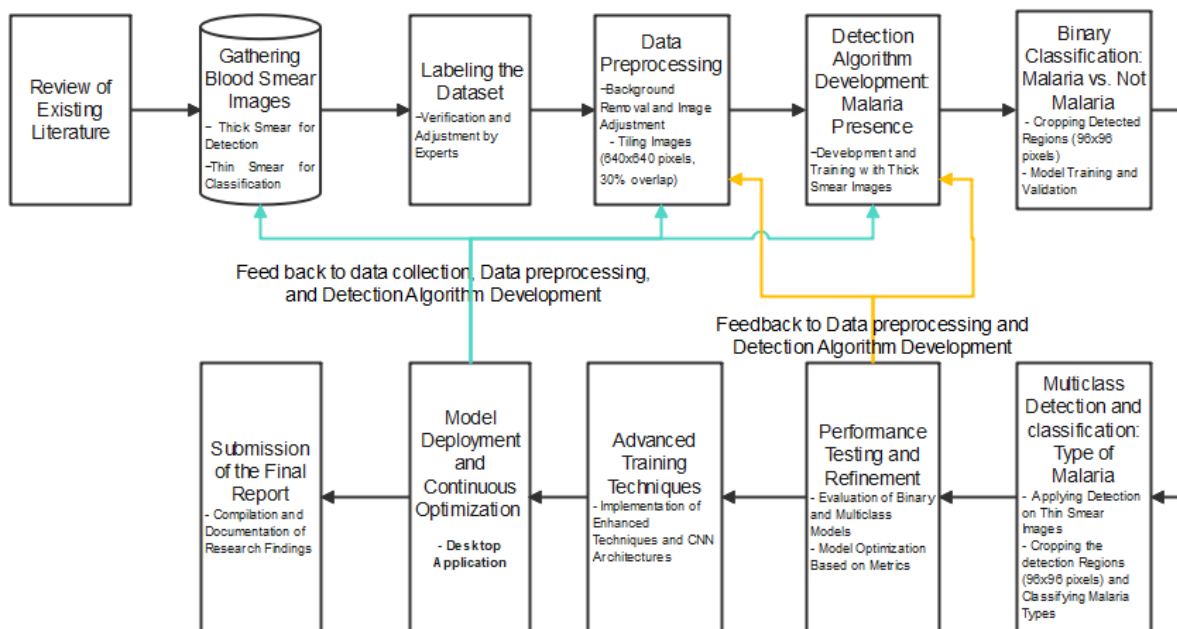 Review of
Existing
Literature
Gathering
Blood Smear
Images
- Thick Smear for
Detection
-Thin Smear for
Classification
Labeling the
Dataset
-Verification and
Adjustment by
Experts
Data
Preprocessing
-Background
Removal and Image
Adjustment
- Tiling Images
(640x640 pixels,
30% overlap)
Detection
Algorithm
Development:
Malaria
Presence
-Development and
Training with Thick
Smear Images
Binary
Classification:
Malaria vs. Not
Malaria
- Cropping Detected
Regions (96x96
pixels)
- Model Training and
Validation
Feed back to data collection, Data preprocessing,
and Detection Algorithm Development
Feedback to Data preprocessing and
Detection Algorithm Development
Submission
of the Final
Report
- Compilation and
Documentation of
Research Findings
Model
Deployment
and
Continuous
Optimization
- Desktop
Application
Advanced
Training
Techniques
- Implementation of
Enhanced
Techniques and CNN
Architectures
Performance
Testing and
Refinement
- Evaluation of Binary
and Multiclass
Models
- Model Optimization
Based on Metrics
Multiclass
Detection and
classification:
Type of
Malaria
- Applying Detection
on Thin Smear
Images
- Cropping the
detection Regions
(96x96 pixels) and
Classifying Malaria
Types